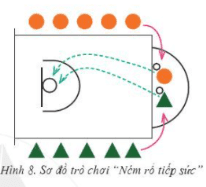 Hình 8. Sơ đồ trò chơi "Ném rổ tiếp sức"